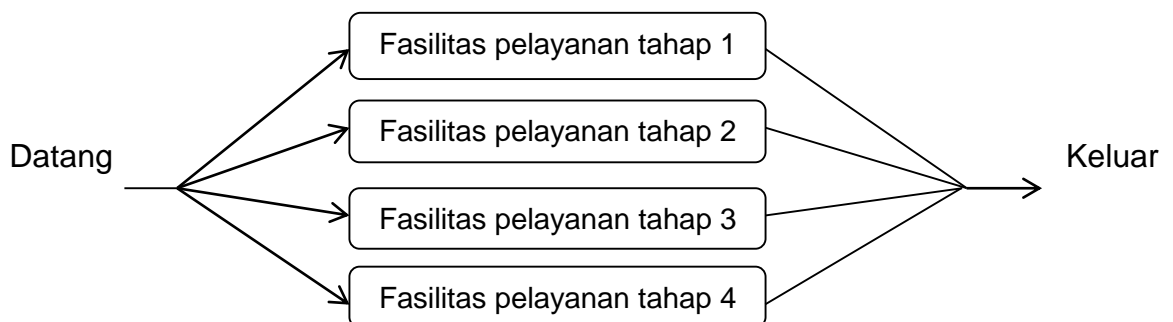 Datang
Fasilitas pelayanan tahap 1
Fasilitas pelayanan tahap 2
Fasilitas pelayanan tahap 3
Fasilitas pelayanan tahap 4
Keluar